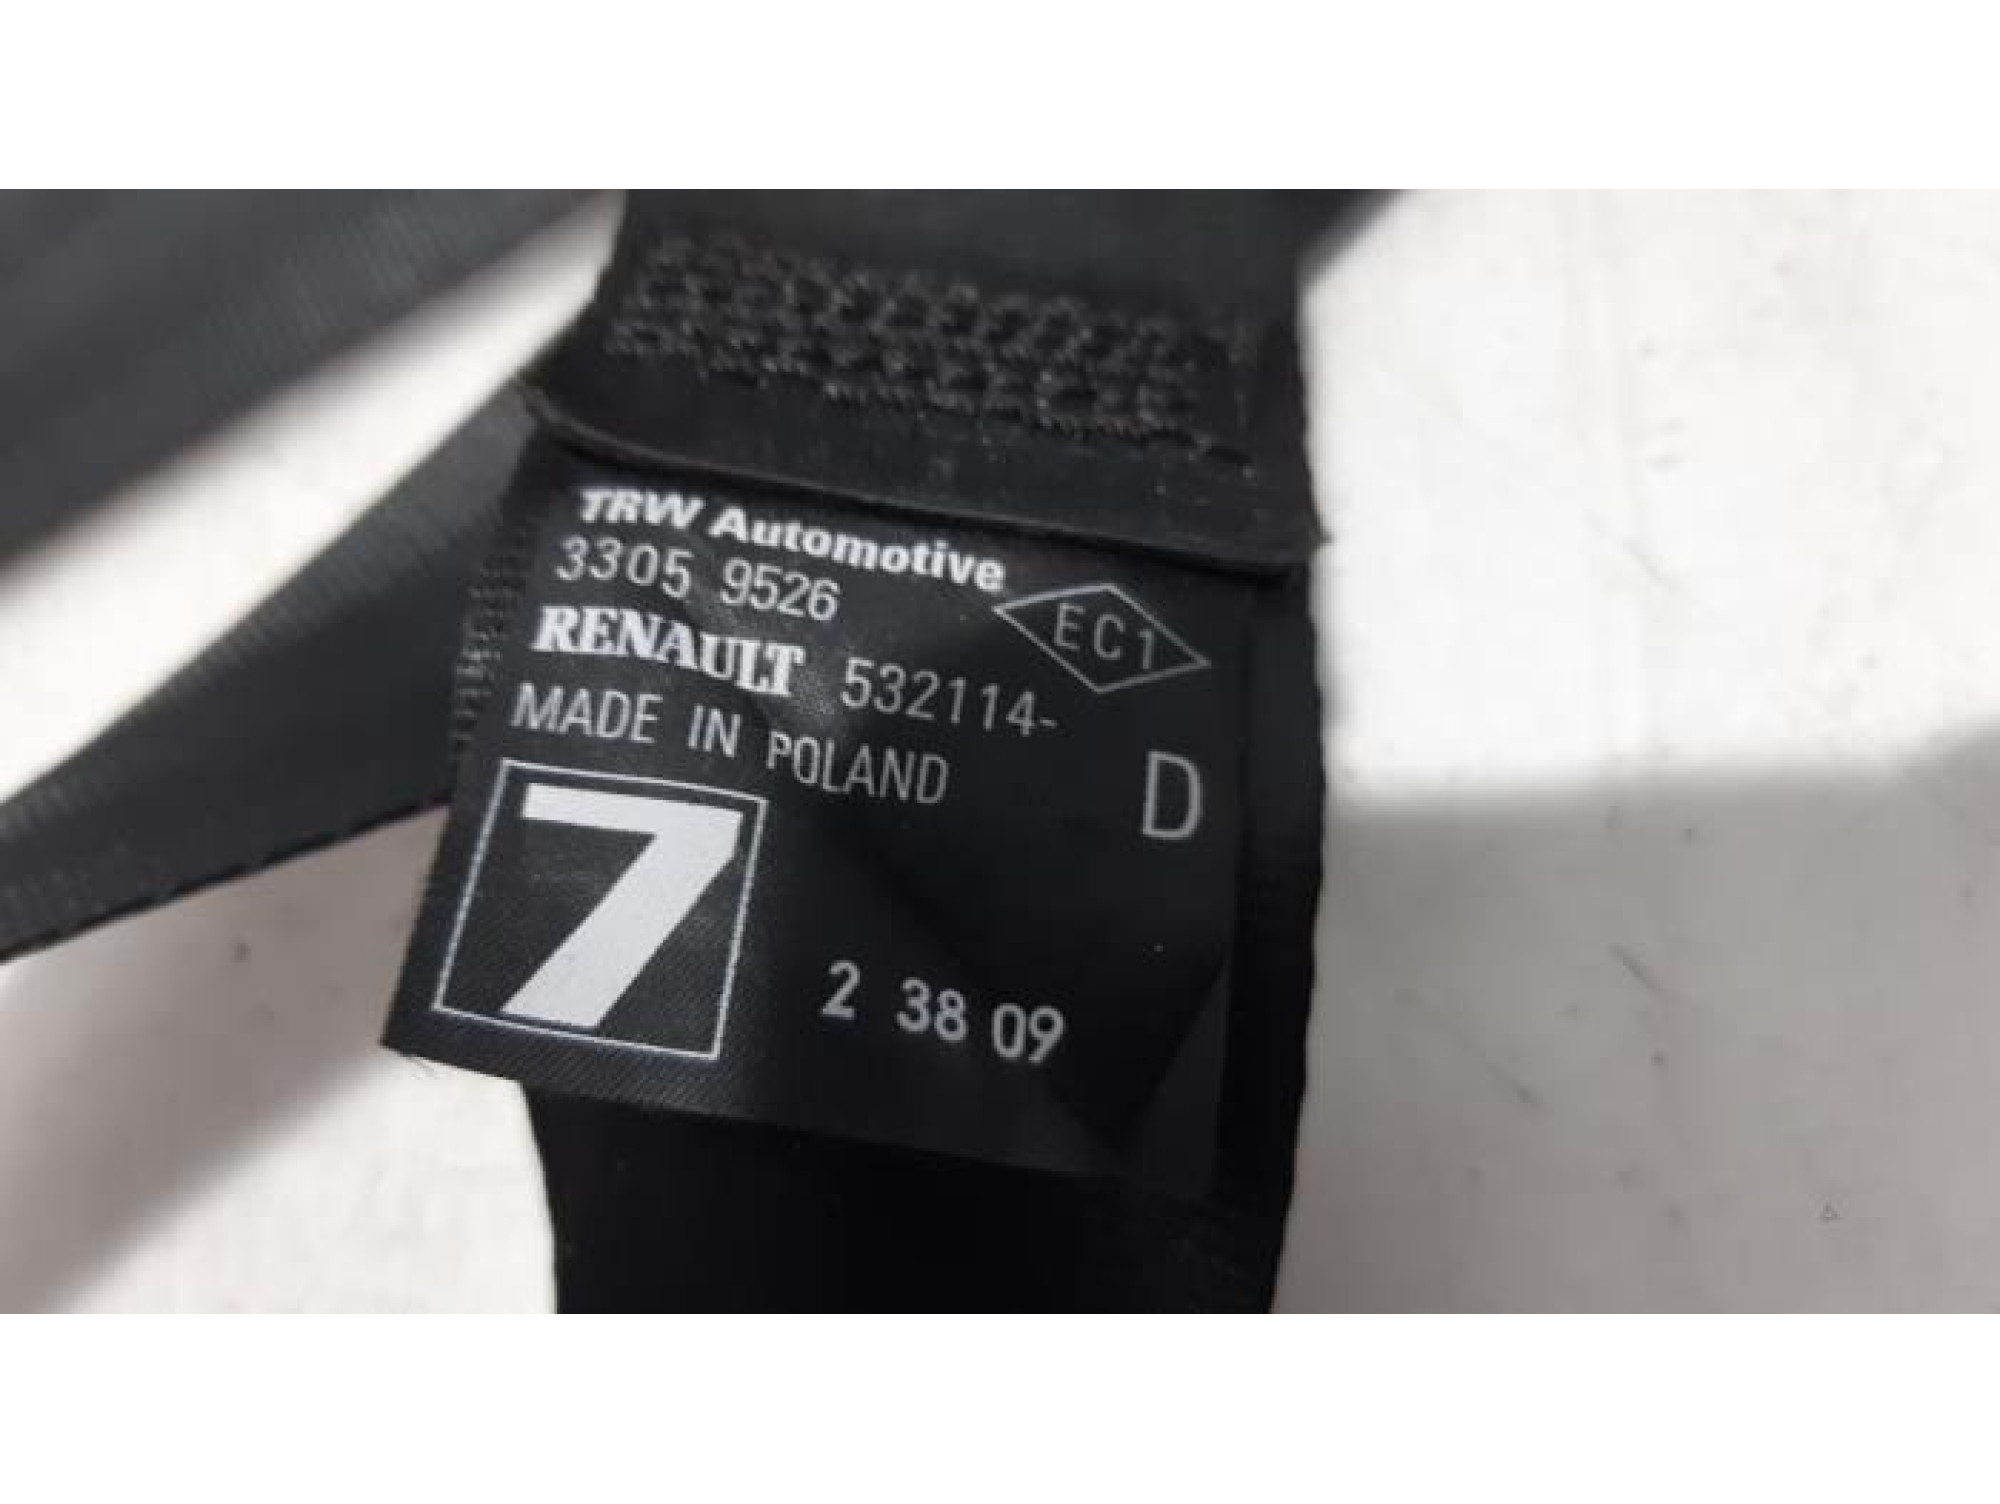 TRW Automotive
3305 9526
EC1
RENAULT 532114-
MADE IN POLAND
D
7
2 38 09